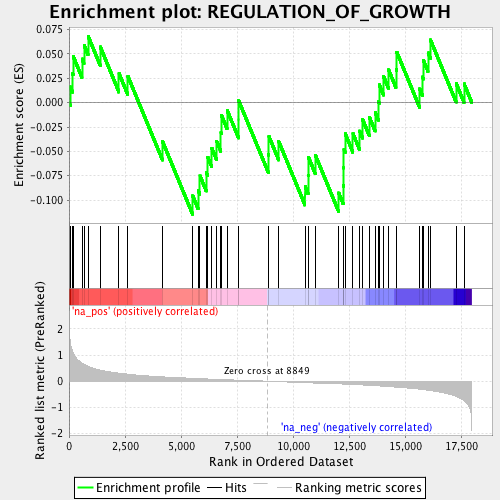 Enrichment plot: REGULATION_OF_GROWTH
Enrichment score (ES)
0.075
0.050
0.025
0.000
-0.025
-0.050
-0.075
-0.100
'na_pos' (positively correlated)
Ranked list metric (PreRanked)
2
1
0
-1
-2
Zero cross at 8849
'na_neg' (negatively correlated)
0
2,500
5,000
7,500
10,000
12,500
15,000
17,500
Rank in Ordered Dataset
Enrichment profile
Hits
Ranking metric scores